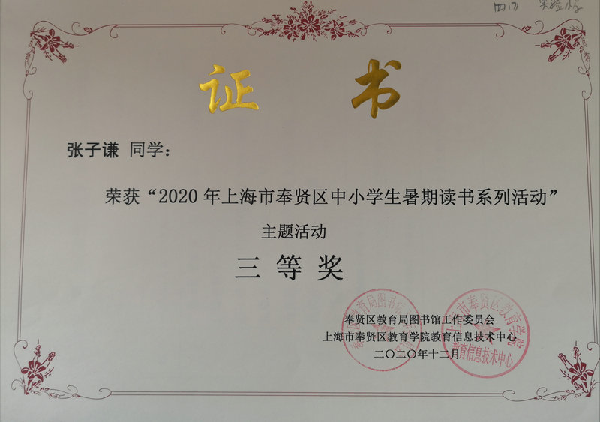 证书
张子谦 同学：
荣获“2020年上海市奉贤区中小学生暑期读书系列活动”
主题活动
三等奖
奉贤区教育局图书馆工作委员会
上海市奉贤区教育学院教育信息技术中心
二〇二〇年十二月